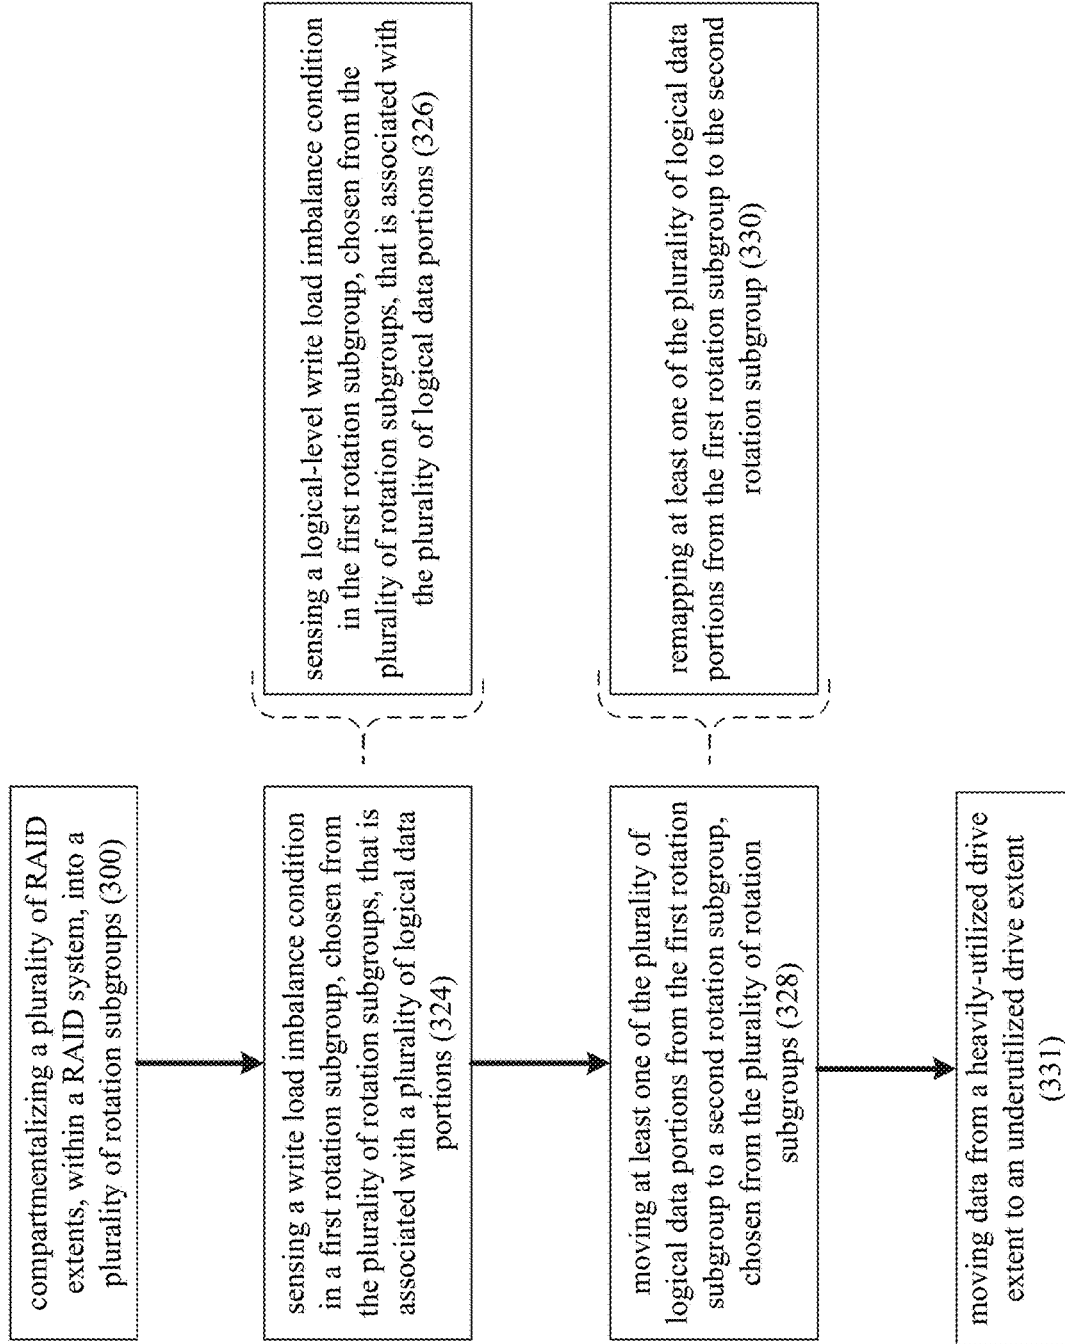 compartmentalizing a plurality of RAID
extents, within a RAID system, into a
plurality of rotation subgroups (300)
sensing a write load imbalance condition
in a first rotation subgroup, chosen from
the plurality of rotation subgroups, that is
associated with a plurality of logical data
portions (324)
sensing a logical-level write load imbalance condition
in the first rotation subgroup, chosen from the
plurality of rotation subgroups, that is associated with
the plurality of logical data portions (326)
moving at least one of the plurality of
logical data portions from the first rotation
subgroup to a second rotation subgroup,
chosen from the plurality of rotation
subgroups (328)
remapping at least one of the plurality of logical data
portions from the first rotation subgroup to the second
rotation subgroup (330)
moving data from a heavily-utilized drive
extent to an underutilized drive extent
(331)